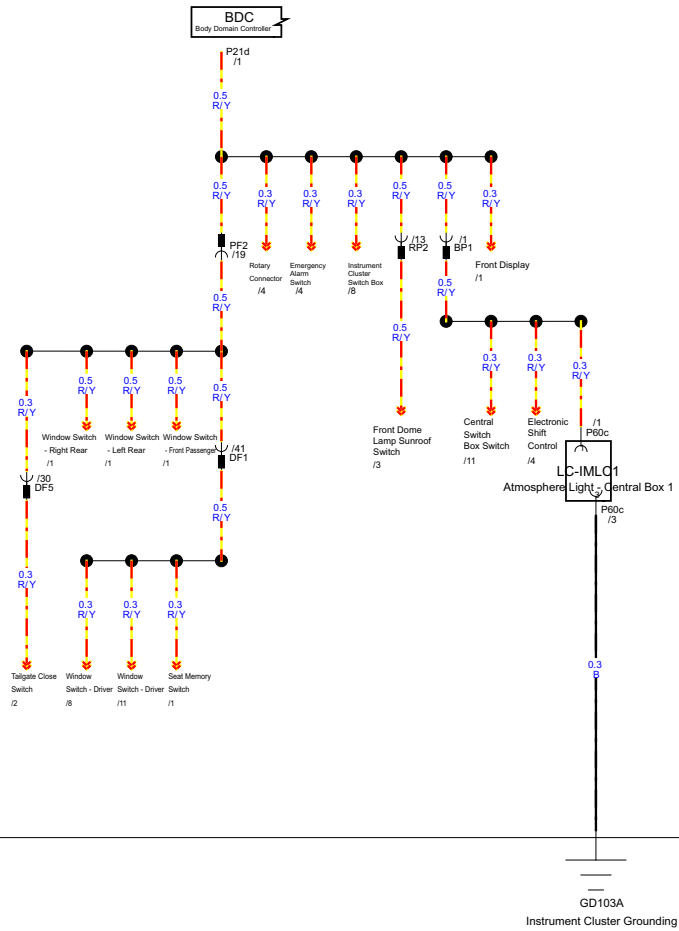 BDC
Body Domain Controller
P21d
/1
0.5
R/Y
0.5
R/Y
0.3
R/Y
0.3
R/Y
0.3
R/Y
0.5
R/Y
0.5
R/Y
0.3
R/Y
PF2
/19
/13
RP2
/1
BP1
Rotary
Connector
/4
Emergency
Alarm
Switch
/4
Instrument
Cluster
Switch Box
/8
Front Display
/1
0.5
R/Y
0.5
R/Y
0.5
R/Y
0.3
R/Y
0.3
R/Y
0.3
R/Y
0.3
R/Y
0.5
R/Y
0.5
R/Y
0.5
R/Y
0.5
R/Y
Window Switch
- Right Rear
/1
Window Switch
- Left Rear
/1
Window Switch
- Front Passenger
/1
/41
DF1
Front Dome
Lamp Sunroof
Switch
/3
Central
Switch
Box Switch
/11
Electronic
Shift
Control
/4
/1
P60c
LC-IMLC1
Atmosphere Light - Central Box 1
3
P60c
/3
/30
DF5
0.5
R/Y
0.3
R/Y
0.3
R/Y
0.3
R/Y
0.3
R/Y
Tailgate Close
Switch
/2
Window
Switch - Driver
/8
Window
Switch - Driver
/11
Seat Memory
Switch
/1
0.3
B
GD103A
Instrument Cluster Grounding